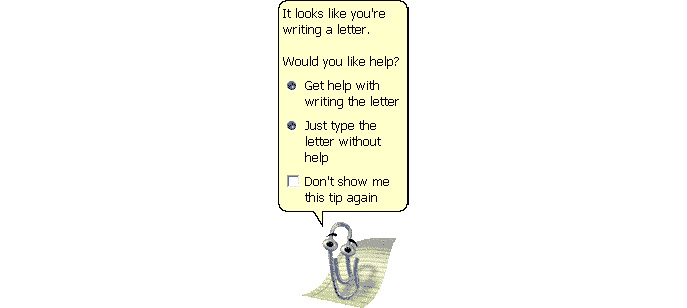 It looks like you're
writing a letter.
Would you like help?
Get help with
writing the letter
Just type the
letter without
help
Don't show me
this tip again